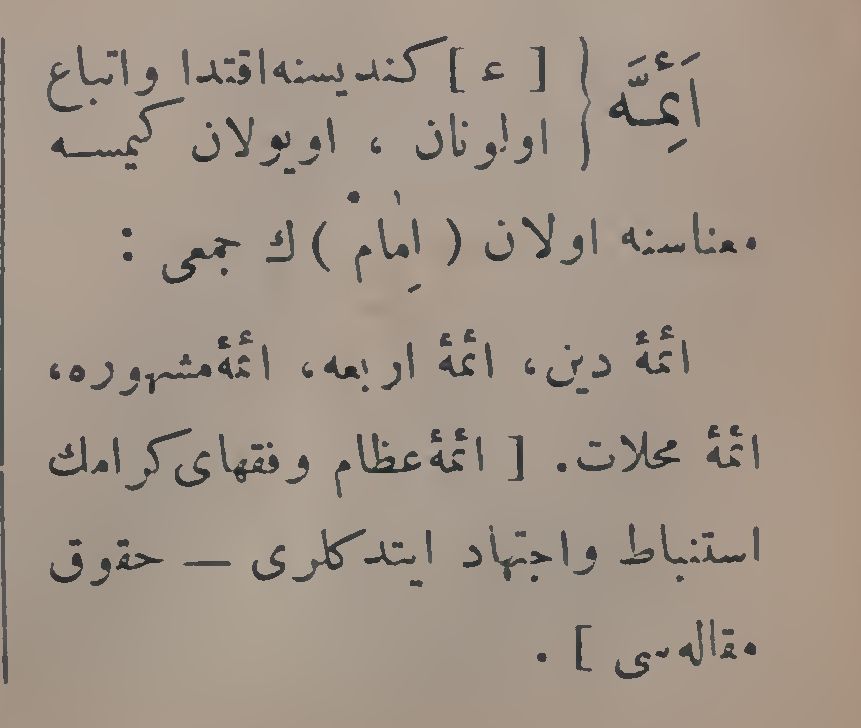 اَئِمَّه { [ ع ] كنديسنه اقتدا واتباع
اولونان ، اويولان كيمسه
معناسنه اولان ( اِمام ) ك جمعى :
ائمۀ دين، ائمۀ اربعه، ائمۀ مشهوره،
ائمۀ محلات. [ ائمۀ عظام وفقهاى كرامك
استنباط واجتهاد ايتدكلرى — حقوق
مقاله سى ] .